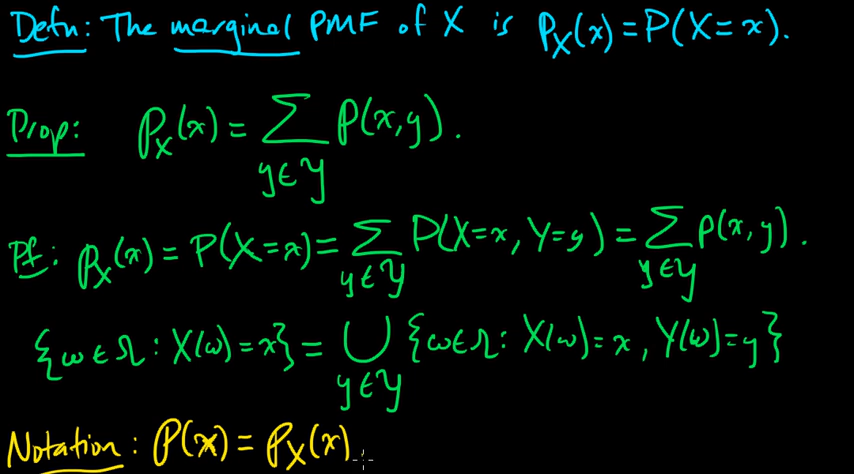 Defn: The marginal PMF of X is p_X(x) = P(X = x).
Prop: p_X(x) = ∑_{y∈𝒴} p(x,y).
Pf: p_X(x) = P(X=x) = ∑_{y∈𝒴} P(X=x, Y=y) = ∑_{y∈𝒴} p(x,y).
{ω∈Ω : X(ω)=x} = ⋃_{y∈𝒴} {ω∈Ω : X(ω)=x, Y(ω)=y}
Notation: p(x) = p_X(x)